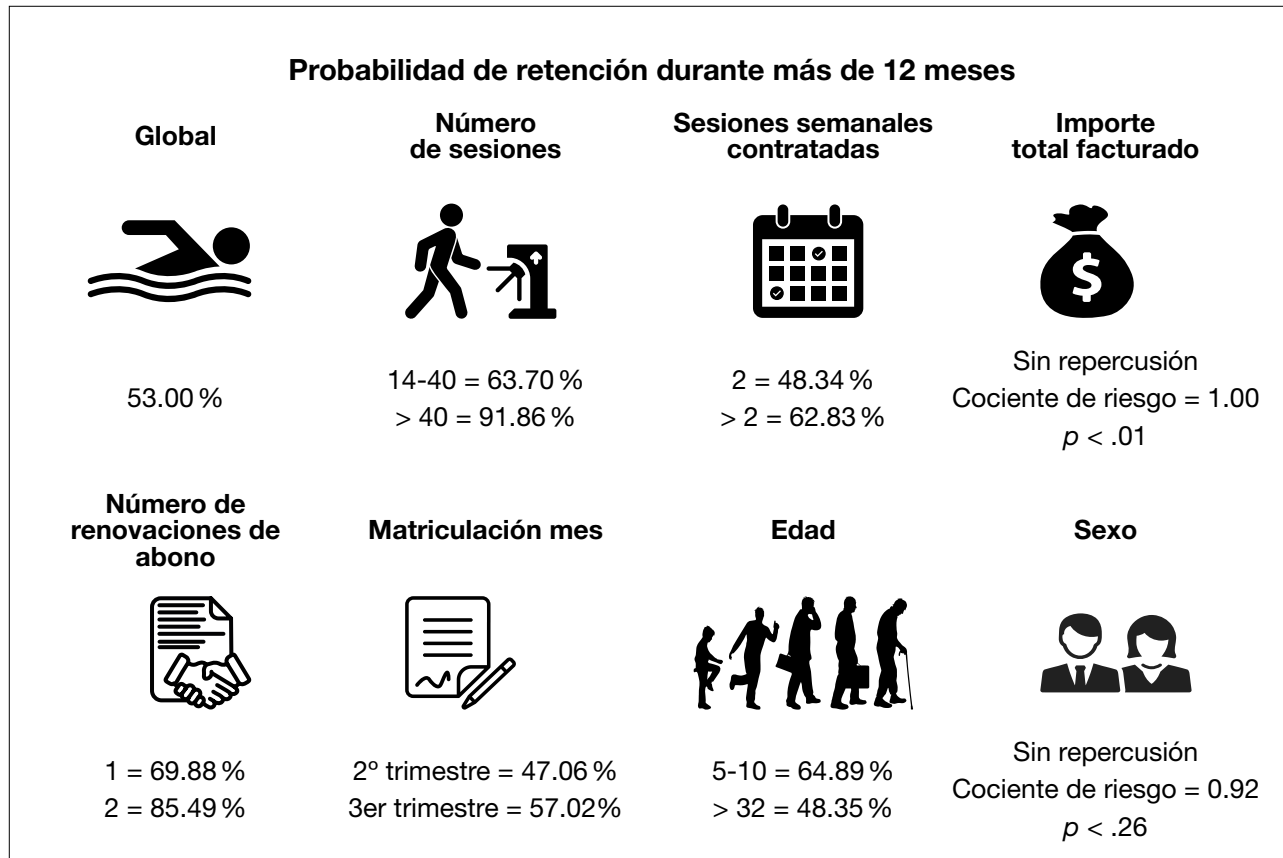 Probabilidad de retención durante más de 12 meses
Global
53.00 %
Número
de sesiones
14-40 = 63.70 %
> 40 = 91.86 %
Sesiones semanales
contratadas
2 = 48.34 %
> 2 = 62.83 %
Importe
total facturado
$
Sin repercusión
Cociente de riesgo = 1.00
p < .01
Número de
renovaciones de
abono
1 = 69.88 %
2 = 85.49 %
Matriculación mes
2º trimestre = 47.06 %
3er trimestre = 57.02%
Edad
5-10 = 64.89 %
> 32 = 48.35 %
Sexo
Sin repercusión
Cociente de riesgo = 0.92
p < .26